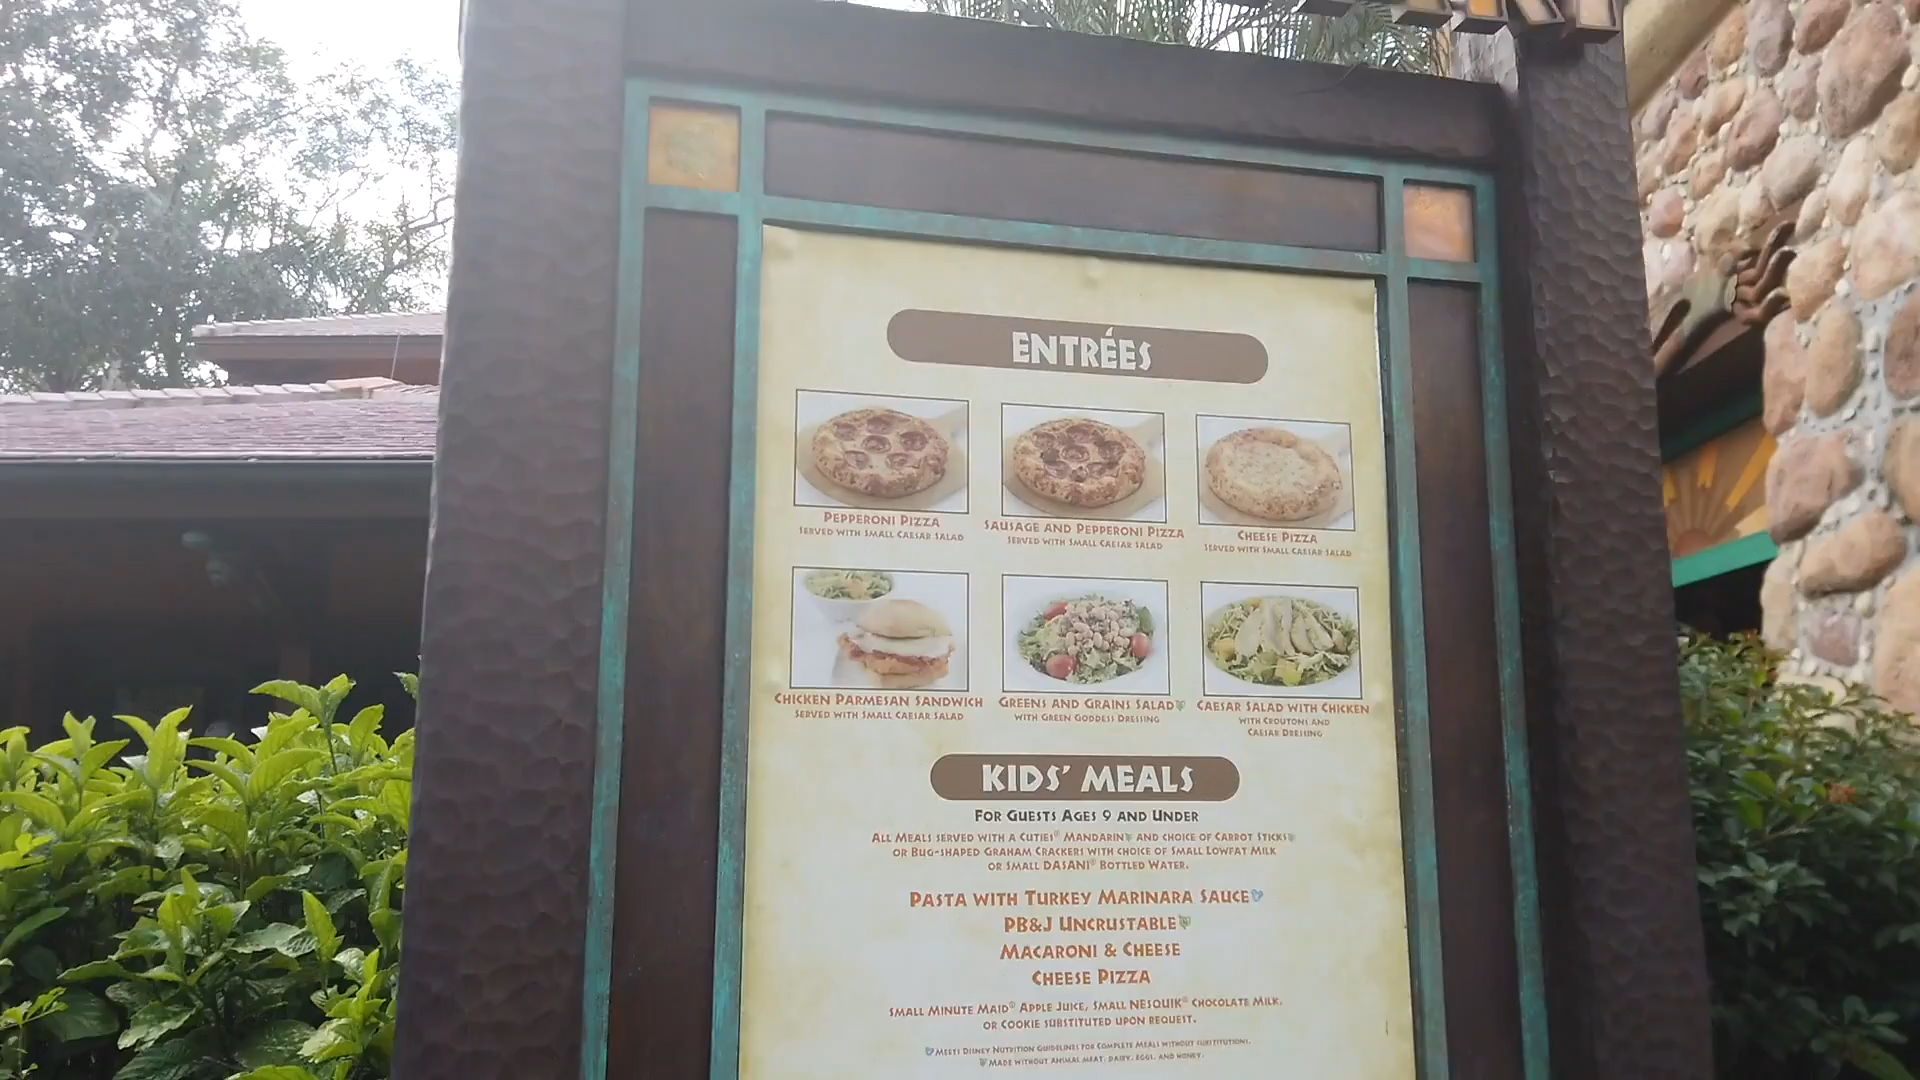 ENTRÉES
PEPPERONI PIZZA
SERVED WITH SMALL CAESAR SALAD
SAUSAGE AND PEPPERONI PIZZA
SERVED WITH SMALL CAESAR SALAD
CHEESE PIZZA
SERVED WITH SMALL CAESAR SALAD
CHICKEN PARMESAN SANDWICH
SERVED WITH SMALL CAESAR SALAD
GREENS AND GRAINS SALAD
WITH GREEN GODDESS DRESSING
CAESAR SALAD WITH CHICKEN
WITH CROUTONS AND
CAESAR DRESSING
KIDS' MEALS
FOR GUESTS AGES 9 AND UNDER
ALL MEALS SERVED WITH A CUTIES® MANDARIN AND CHOICE OF CARROT STICKS
OR BUG-SHAPED GRAHAM CRACKERS WITH CHOICE OF SMALL LOWFAT MILK
OR SMALL DASANI® BOTTLED WATER.
PASTA WITH TURKEY MARINARA SAUCE
PB&J UNCRUSTABLE
MACARONI & CHEESE
CHEESE PIZZA
SMALL MINUTE MAID® APPLE JUICE, SMALL NESQUIK® CHOCOLATE MILK,
OR COOKIE SUBSTITUTED UPON REQUEST.
MEETS DISNEY NUTRITION GUIDELINES FOR COMPLETE MEALS WITHOUT SUBSTITUTIONS.
MADE WITHOUT ANIMAL MEAT, DAIRY, EGGS, AND HONEY.